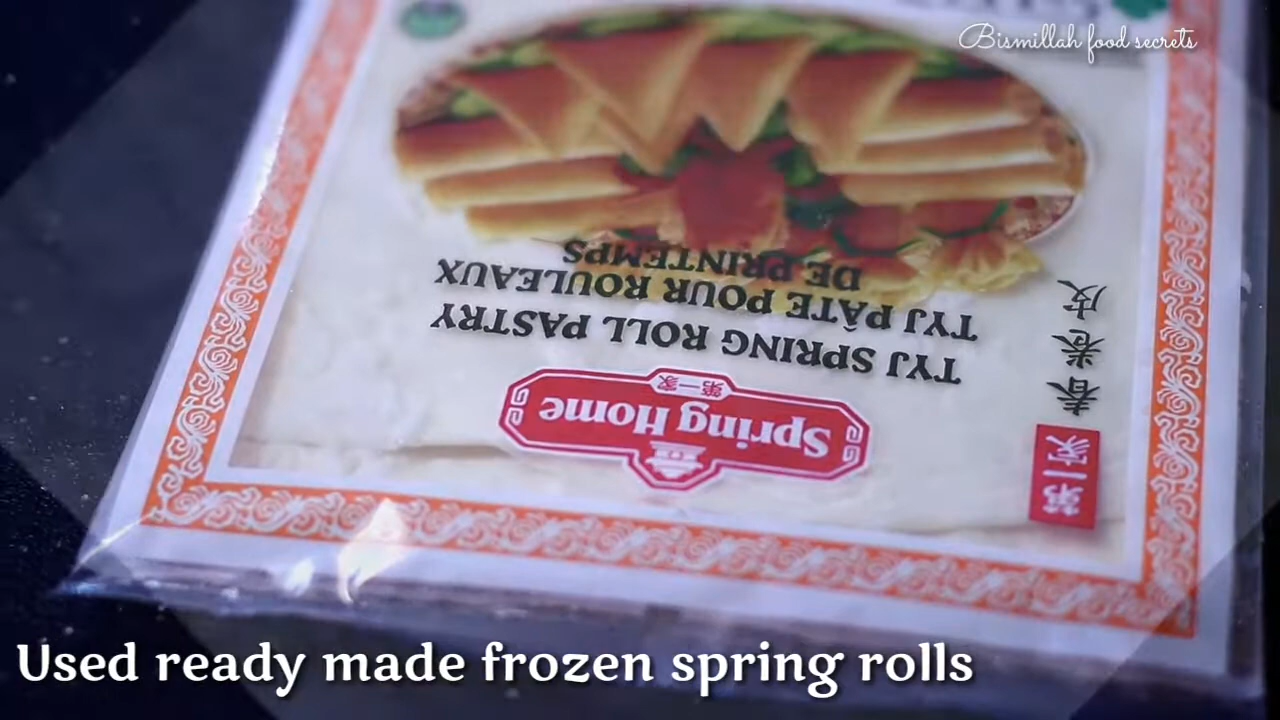 Bismillah food secrets
Spring Home
第一家
TYJ SPRING ROLL PASTRY
TYJ PÂTE POUR ROULEAUX
DE PRINTEMPS
第一家
春卷皮
Used ready made frozen spring rolls